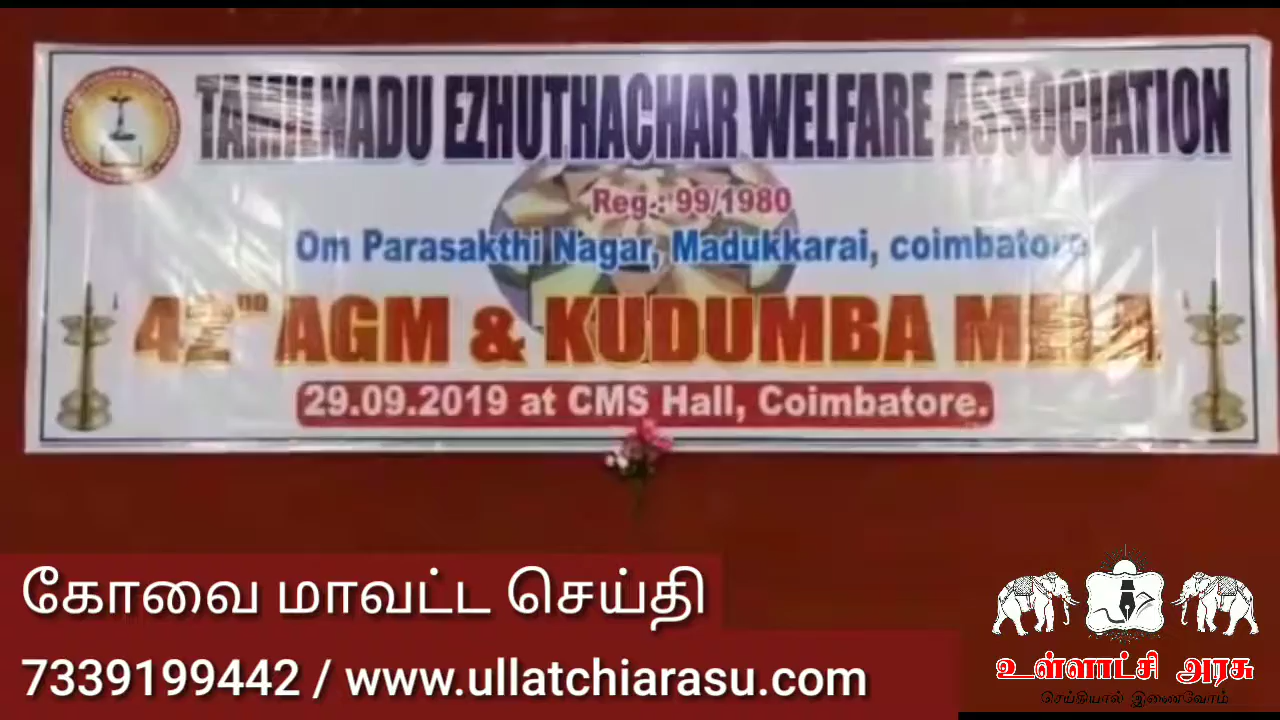 TAMILNADU EZHUTHACHAR WELFARE ASSOCIATION
Reg.: 99/1980
Om Parasakthi Nagar, Madukkarai, coimbatore
42nd AGM & KUDUMBA MELA
29.09.2019 at CMS Hall, Coimbatore.
கோவை மாவட்ட செய்தி
7339199442 / www.ullatchiarasu.com
உள்ளாட்சி அரசு
செய்தியால் இணைவோம்